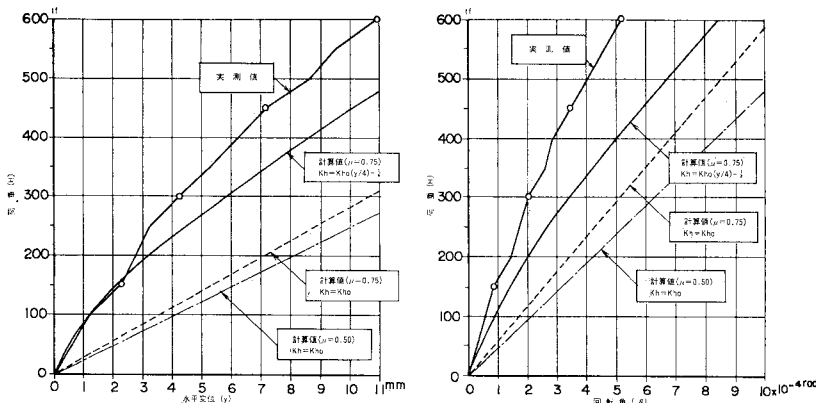 tf
600
500
400
300
200
100
0
荷 重 (H)
実 測 値
計算値(μ=0.75)
Kh=Kho(y/4)-½
計算値(μ=0.75)
Kh=Kho
計算値(μ=0.50)
Kh=Kho
0 1 2 3 4 5 6 7 8 9 10 11 mm
水平変位 (y)
tf
600
500
400
300
200
100
0
荷 重 (H)
実 測 値
計算値(μ=0.75)
Kh=Kho(y/4)-½
計算値(μ=0.75)
Kh=Kho
計算値(μ=0.50)
Kh=Kho
0 1 2 3 4 5 6 7 8 9 10×10⁻⁴rad
回 転 角